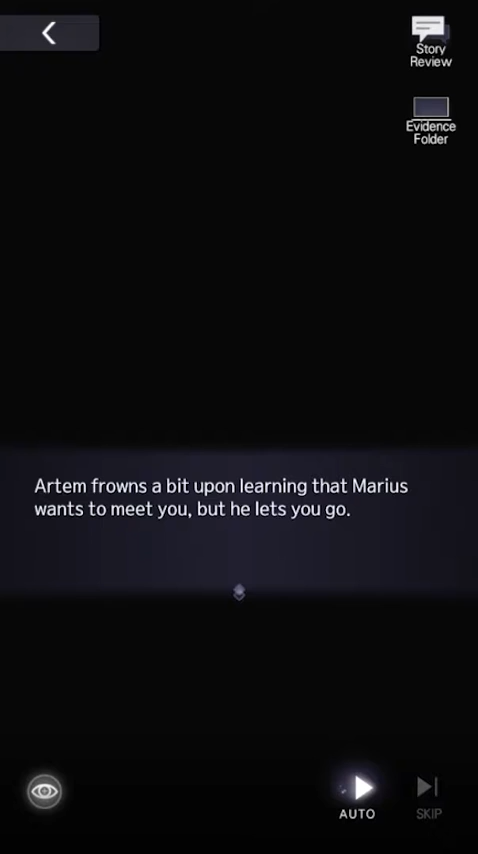 Story
Review
Evidence
Folder
Artem frowns a bit upon learning that Marius
wants to meet you, but he lets you go.
AUTO
SKIP